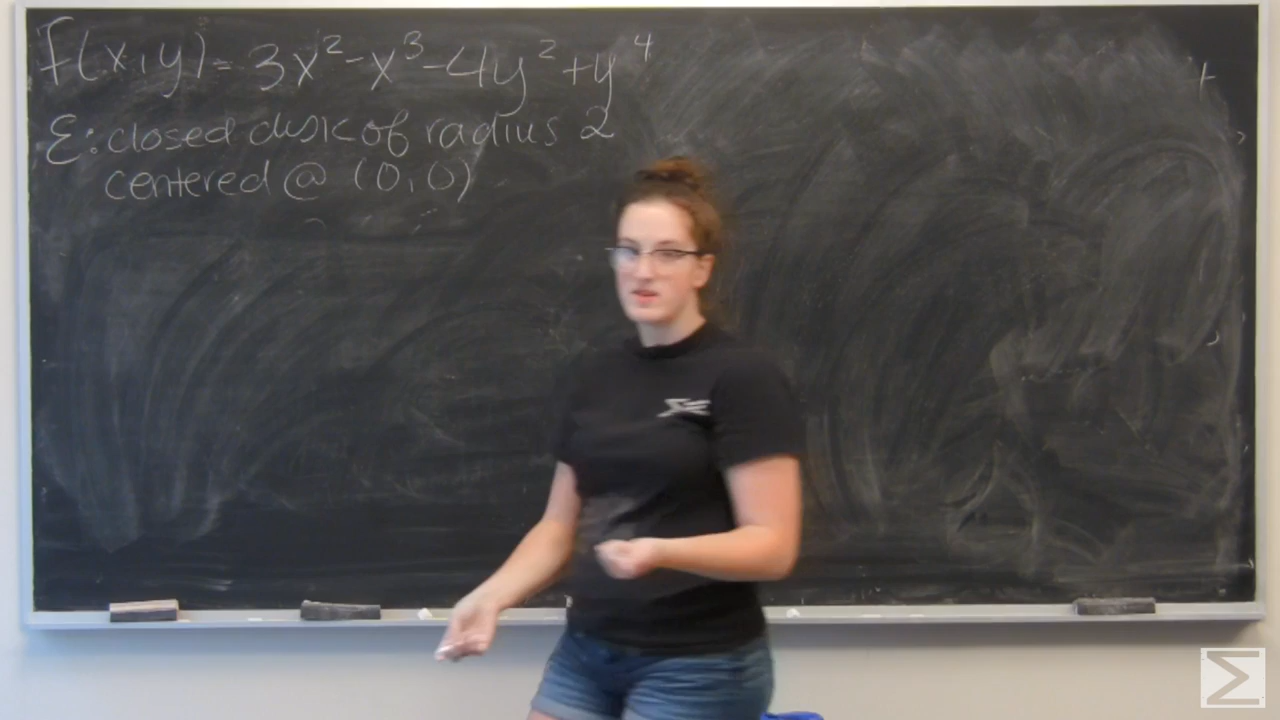 f(x,y) = 3x²-x³-4y²+y⁴
E: closed disk of radius 2
centered @ (0,0)
Σ